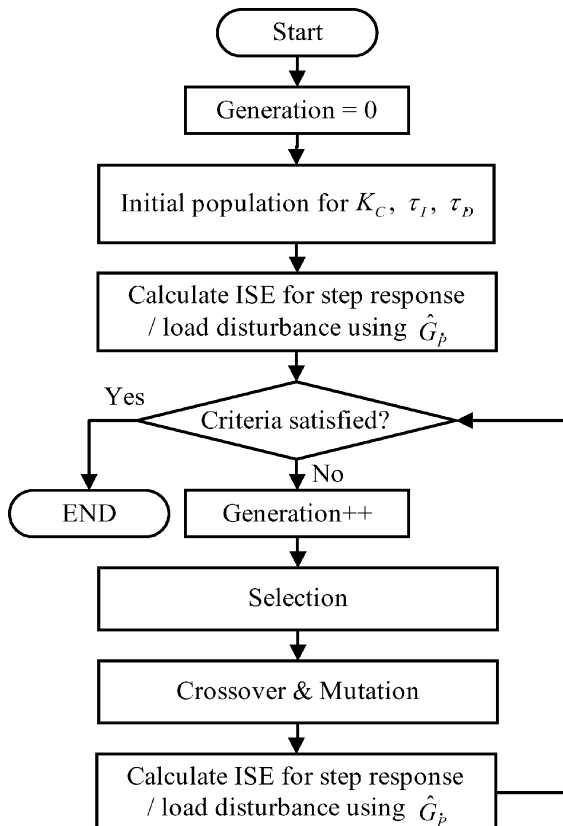 Start
Generation = 0
Initial population for K_C, τ_I, τ_D
Calculate ISE for step response
/ load disturbance using Ĝ_P
Yes
Criteria satisfied?
No
END
Generation++
Selection
Crossover & Mutation
Calculate ISE for step response
/ load disturbance using Ĝ_P